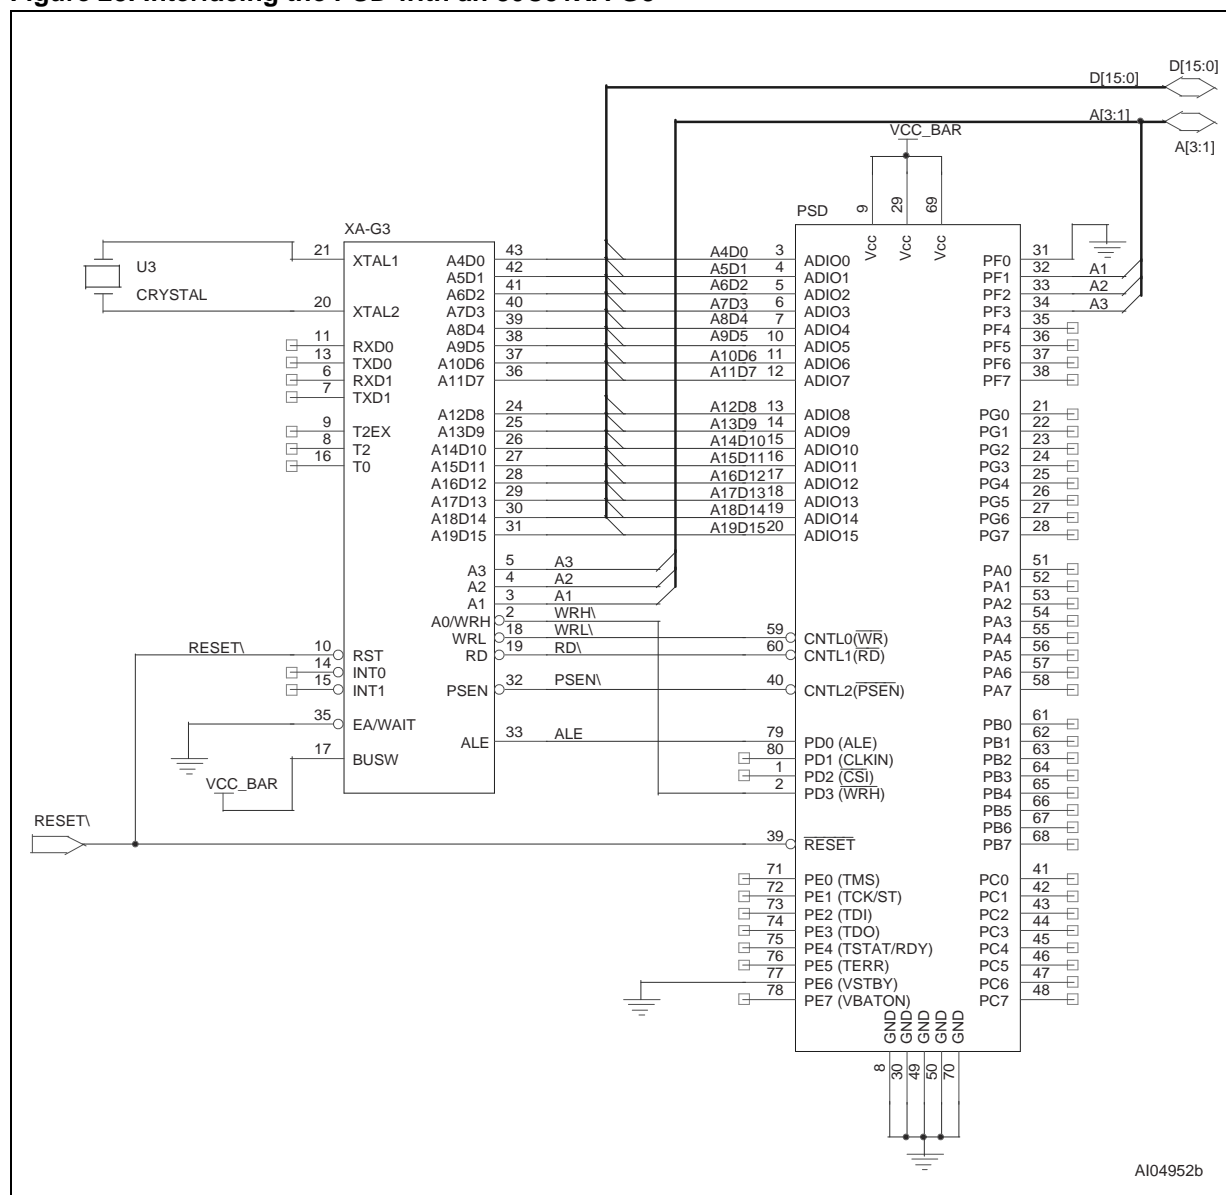 D[15:0]
D[15:0]
A[3:1]
A[3:1]
VCC_BAR
PSD
9
29
69
Vcc
Vcc
Vcc
XA-G3
U3
CRYSTAL
21 XTAL1
20 XTAL2
11 RXD0
13 TXD0
6 RXD1
7 TXD1
9 T2EX
8 T2
16 T0
RESET\ 10 RST
14 INT0
15 INT1
35 EA/WAIT
17 BUSW
VCC_BAR
RESET\
A4D0 43
A5D1 42
A6D2 41
A7D3 40
A8D4 39
A9D5 38
A10D6 37
A11D7 36
A12D8 24
A13D9 25
A14D10 26
A15D11 27
A16D12 28
A17D13 29
A18D14 30
A19D15 31
A3 5 A3
A2 4 A2
A1 3 A1
A0/WRH 2 WRH\
WRL 18 WRL\
RD 19 RD\
PSEN 32 PSEN\
ALE 33 ALE
A4D0 3 ADIO0
A5D1 4 ADIO1
A6D2 5 ADIO2
A7D3 6 ADIO3
A8D4 7 ADIO4
A9D5 10 ADIO5
A10D6 11 ADIO6
A11D7 12 ADIO7
A12D8 13 ADIO8
A13D9 14 ADIO9
A14D10 15 ADIO10
A15D11 16 ADIO11
A16D12 17 ADIO12
A17D13 18 ADIO13
A18D14 19 ADIO14
A19D15 20 ADIO15
59 CNTL0(WR)
60 CNTL1(RD)
40 CNTL2(PSEN)
79 PD0 (ALE)
80 PD1 (CLKIN)
1 PD2 (CSI)
2 PD3 (WRH)
39 RESET
71 PE0 (TMS)
72 PE1 (TCK/ST)
73 PE2 (TDI)
74 PE3 (TDO)
75 PE4 (TSTAT/RDY)
76 PE5 (TERR)
77 PE6 (VSTBY)
78 PE7 (VBATON)
PF0 31
PF1 32 A1
PF2 33 A2
PF3 34 A3
PF4 35
PF5 36
PF6 37
PF7 38
PG0 21
PG1 22
PG2 23
PG3 24
PG4 25
PG5 26
PG6 27
PG7 28
PA0 51
PA1 52
PA2 53
PA3 54
PA4 55
PA5 56
PA6 57
PA7 58
PB0 61
PB1 62
PB2 63
PB3 64
PB4 65
PB5 66
PB6 67
PB7 68
PC0 41
PC1 42
PC2 43
PC3 44
PC4 45
PC5 46
PC6 47
PC7 48
GND
GND
GND
GND
GND
8
30
49
50
70
AI04952b